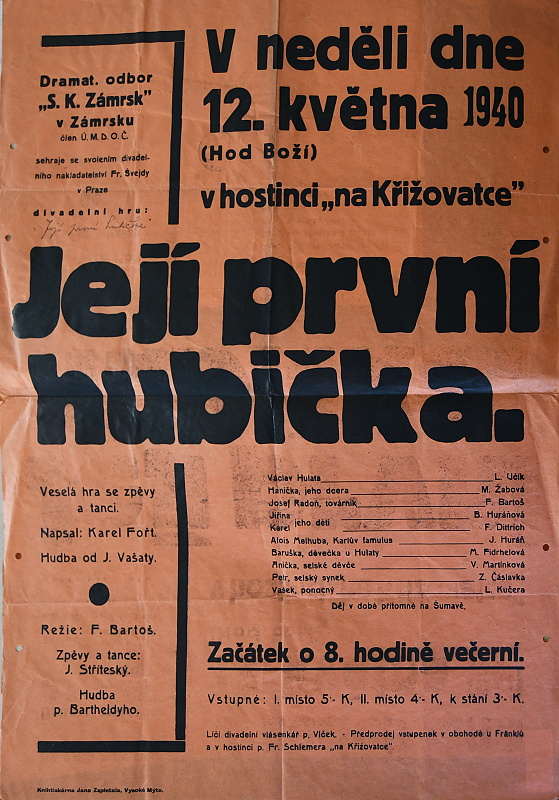 Dramat. odbor
„S. K. Zámrsk"
v Zámrsku
člen Ú. M. D. O. Č.
sehraje se svolením divadel-
ního nakladatelství Fr. Švejdy
v Praze
divadelní hru:
Její první hubička
V neděli dne
12. května 1940
(Hod Boží)
v hostinci „na Křižovatce"
Její první
hubička.
Veselá hra se zpěvy
a tanci.
Napsal: Karel Fořt.
Hudba od J. Vašaty.
Režie: F. Bartoš.
Zpěvy a tance:
J. Stříteský.
Hudba
p. Bartheldyho.
Václav Hulata L. Učík
Hanička, jeho dcera M. Žabová
Josef Radoň, továrník F. Bartoš
Jiřina B. Huráňová
jeho děti
Karel F. Dittrich
Alois Melhuba, Karlův famulus J. Huráň
Baruška, děvečka u Hulaty M. Fidrhelová
Anička, selské děvče V. Martinková
Petr, selský synek Z. Čáslavka
Vašek, ponocný L. Kučera
Děj v době přítomné na Šumavě.
Začátek o 8. hodině večerní.
Vstupné: I. místo 5·- K, II. místo 4·- K, k stání 3·- K.
Líčí divadelní vlásenkář p. Vlček. - Předprodej vstupenek v obchodě u Fránklů
a v hostinci p. Fr. Schlemera „na Křižovatce".
Knihtiskárna Jana Zapletala, Vysoké Mýto.